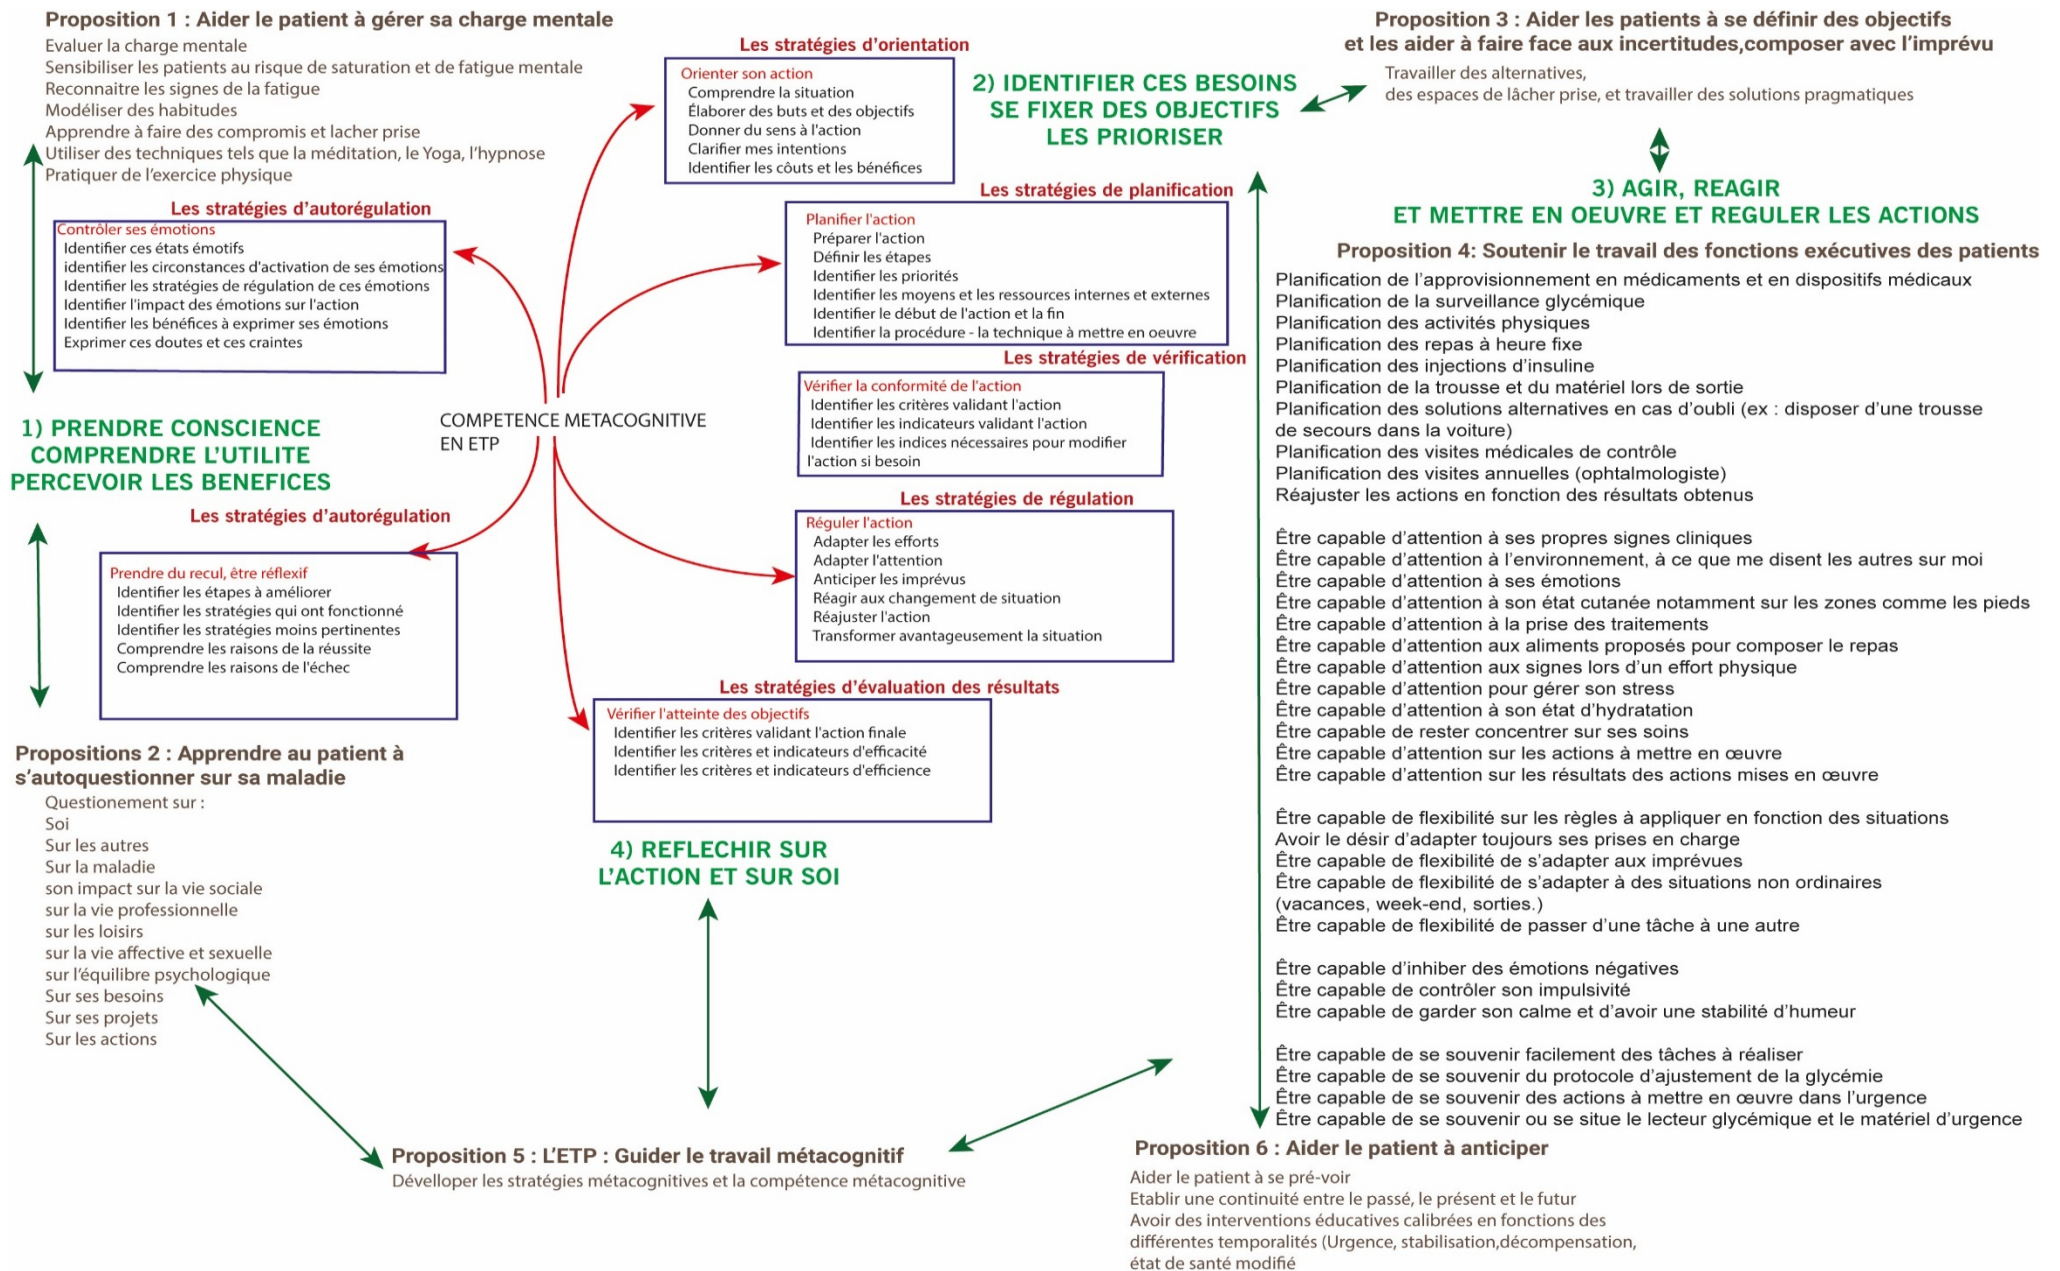 Proposition 1 : Aider le patient à gérer sa charge mentale
Evaluer la charge mentale
Sensibiliser les patients au risque de saturation et de fatigue mentale
Reconnaitre les signes de la fatigue
Modéliser des habitudes
Apprendre à faire des compromis et lacher prise
Utiliser des techniques tels que la méditation, le Yoga, l'hypnose
Pratiquer de l'exercice physique
Les stratégies d'autorégulation
Contrôler ses émotions
Identifier ces états émotifs
identifier les circonstances d'activation de ses émotions
Identifier les stratégies de régulation de ces émotions
Identifier l'impact des émotions sur l'action
Identifier les bénéfices à exprimer ses émotions
Exprimer ces doutes et ces craintes
1) PRENDRE CONSCIENCE
COMPRENDRE L'UTILITE
PERCEVOIR LES BENEFICES
Les stratégies d'autorégulation
Prendre du recul, être réflexif
Identifier les étapes à améliorer
Identifier les stratégies qui ont fonctionné
Identifier les stratégies moins pertinentes
Comprendre les raisons de la réussite
Comprendre les raisons de l'échec
Propositions 2 : Apprendre au patient à
s'autoquestionner sur sa maladie
Questionement sur :
Soi
Sur les autres
Sur la maladie
son impact sur la vie sociale
sur la vie professionnelle
sur les loisirs
sur la vie affective et sexuelle
sur l'équilibre psychologique
Sur ses besoins
Sur ses projets
Sur les actions
COMPETENCE METACOGNITIVE
EN ETP
Les stratégies d'orientation
Orienter son action
Comprendre la situation
Élaborer des buts et des objectifs
Donner du sens à l'action
Clarifier mes intentions
Identifier les côuts et les bénéfices
2) IDENTIFIER CES BESOINS
SE FIXER DES OBJECTIFS
LES PRIORISER
Les stratégies de planification
Planifier l'action
Préparer l'action
Définir les étapes
Identifier les priorités
Identifier les moyens et les ressources internes et externes
Identifier le début de l'action et la fin
Identifier la procédure - la technique à mettre en oeuvre
Les stratégies de vérification
Vérifier la conformité de l'action
Identifier les critères validant l'action
Identifier les indicateurs validant l'action
Identifier les indices nécessaires pour modifier
l'action si besoin
Les stratégies de régulation
Réguler l'action
Adapter les efforts
Adapter l'attention
Anticiper les imprévus
Réagir aux changement de situation
Réajuster l'action
Transformer avantageusement la situation
Les stratégies d'évaluation des résultats
Vérifier l'atteinte des objectifs
Identifier les critères validant l'action finale
Identifier les critères et indicateurs d'efficacité
Identifier les critères et indicateurs d'efficience
4) REFLECHIR SUR
L'ACTION ET SUR SOI
Proposition 5 : L'ETP : Guider le travail métacognitif
Dévelloper les stratégies métacognitives et la compétence métacognitive
Proposition 3 : Aider les patients à se définir des objectifs
et les aider à faire face aux incertitudes,composer avec l'imprévu
Travailler des alternatives,
des espaces de lâcher prise, et travailler des solutions pragmatiques
3) AGIR, REAGIR
ET METTRE EN OEUVRE ET REGULER LES ACTIONS
Proposition 4: Soutenir le travail des fonctions exécutives des patients
Planification de l'approvisionnement en médicaments et en dispositifs médicaux
Planification de la surveillance glycémique
Planification des activités physiques
Planification des repas à heure fixe
Planification des injections d'insuline
Planification de la trousse et du matériel lors de sortie
Planification des solutions alternatives en cas d'oubli (ex : disposer d'une trousse
de secours dans la voiture)
Planification des visites médicales de contrôle
Planification des visites annuelles (ophtalmologiste)
Réajuster les actions en fonction des résultats obtenus
Être capable d'attention à ses propres signes cliniques
Être capable d'attention à l'environnement, à ce que me disent les autres sur moi
Être capable d'attention à ses émotions
Être capable d'attention à son état cutanée notamment sur les zones comme les pieds
Être capable d'attention à la prise des traitements
Être capable d'attention aux aliments proposés pour composer le repas
Être capable d'attention aux signes lors d'un effort physique
Être capable d'attention pour gérer son stress
Être capable d'attention à son état d'hydratation
Être capable de rester concentrer sur ses soins
Être capable d'attention sur les actions à mettre en œuvre
Être capable d'attention sur les résultats des actions mises en œuvre
Être capable de flexibilité sur les règles à appliquer en fonction des situations
Avoir le désir d'adapter toujours ses prises en charge
Être capable de flexibilité de s'adapter aux imprévues
Être capable de flexibilité de s'adapter à des situations non ordinaires
(vacances, week-end, sorties.)
Être capable de flexibilité de passer d'une tâche à une autre
Être capable d'inhiber des émotions négatives
Être capable de contrôler son impulsivité
Être capable de garder son calme et d'avoir une stabilité d'humeur
Être capable de se souvenir facilement des tâches à réaliser
Être capable de se souvenir du protocole d'ajustement de la glycémie
Être capable de se souvenir des actions à mettre en œuvre dans l'urgence
Être capable de se souvenir ou se situe le lecteur glycémique et le matériel d'urgence
Proposition 6 : Aider le patient à anticiper
Aider le patient à se pré-voir
Etablir une continuité entre le passé, le présent et le futur
Avoir des interventions éducatives calibrées en fonctions des
différentes temporalités (Urgence, stabilisation,décompensation,
état de santé modifié